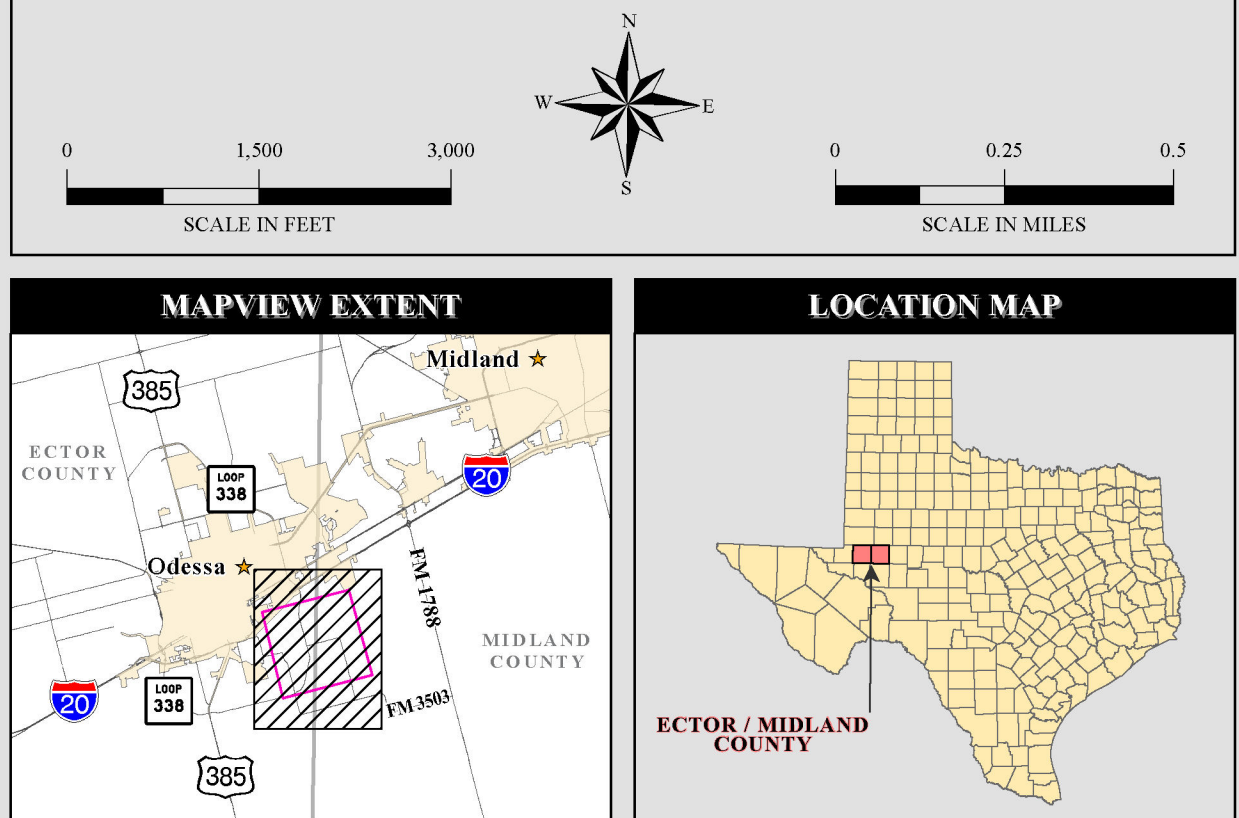 N
W E
S
0 1,500 3,000
SCALE IN FEET
0 0.25 0.5
SCALE IN MILES
MAPVIEW EXTENT
Midland
385
ECTOR
COUNTY
LOOP
338
20
Odessa
FM 1788
MIDLAND
COUNTY
20
LOOP
338
FM 3503
385
LOCATION MAP
ECTOR / MIDLAND
COUNTY